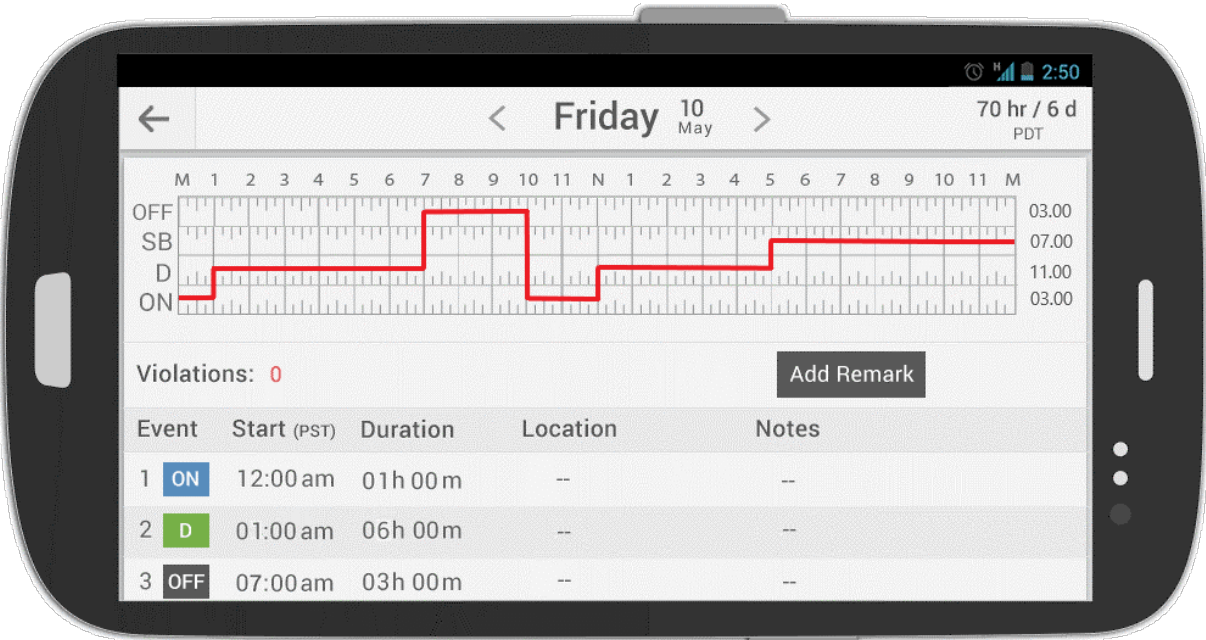 H 2:50
Friday 10 May 70 hr / 6 d
PDT
M 1 2 3 4 5 6 7 8 9 10 11 N 1 2 3 4 5 6 7 8 9 10 11 M
OFF 03.00
SB 07.00
D 11.00
ON 03.00
Violations: 0 Add Remark
Event Start (PST) Duration Location Notes
1 ON 12:00 am 01h 00m -- --
2 D 01:00 am 06h 00m -- --
3 OFF 07:00 am 03h 00m -- --